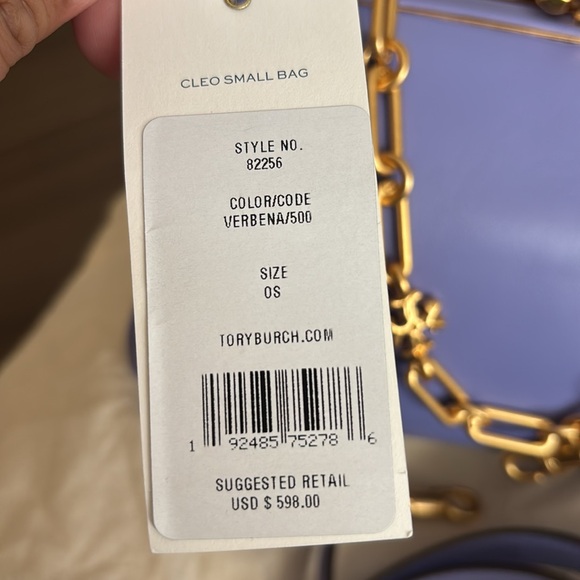 CLEO SMALL BAG
STYLE NO.
82256
COLOR/CODE
VERBENA/500
SIZE
OS
TORYBURCH.COM
1 92485 75278 6
SUGGESTED RETAIL
USD $ 598.00